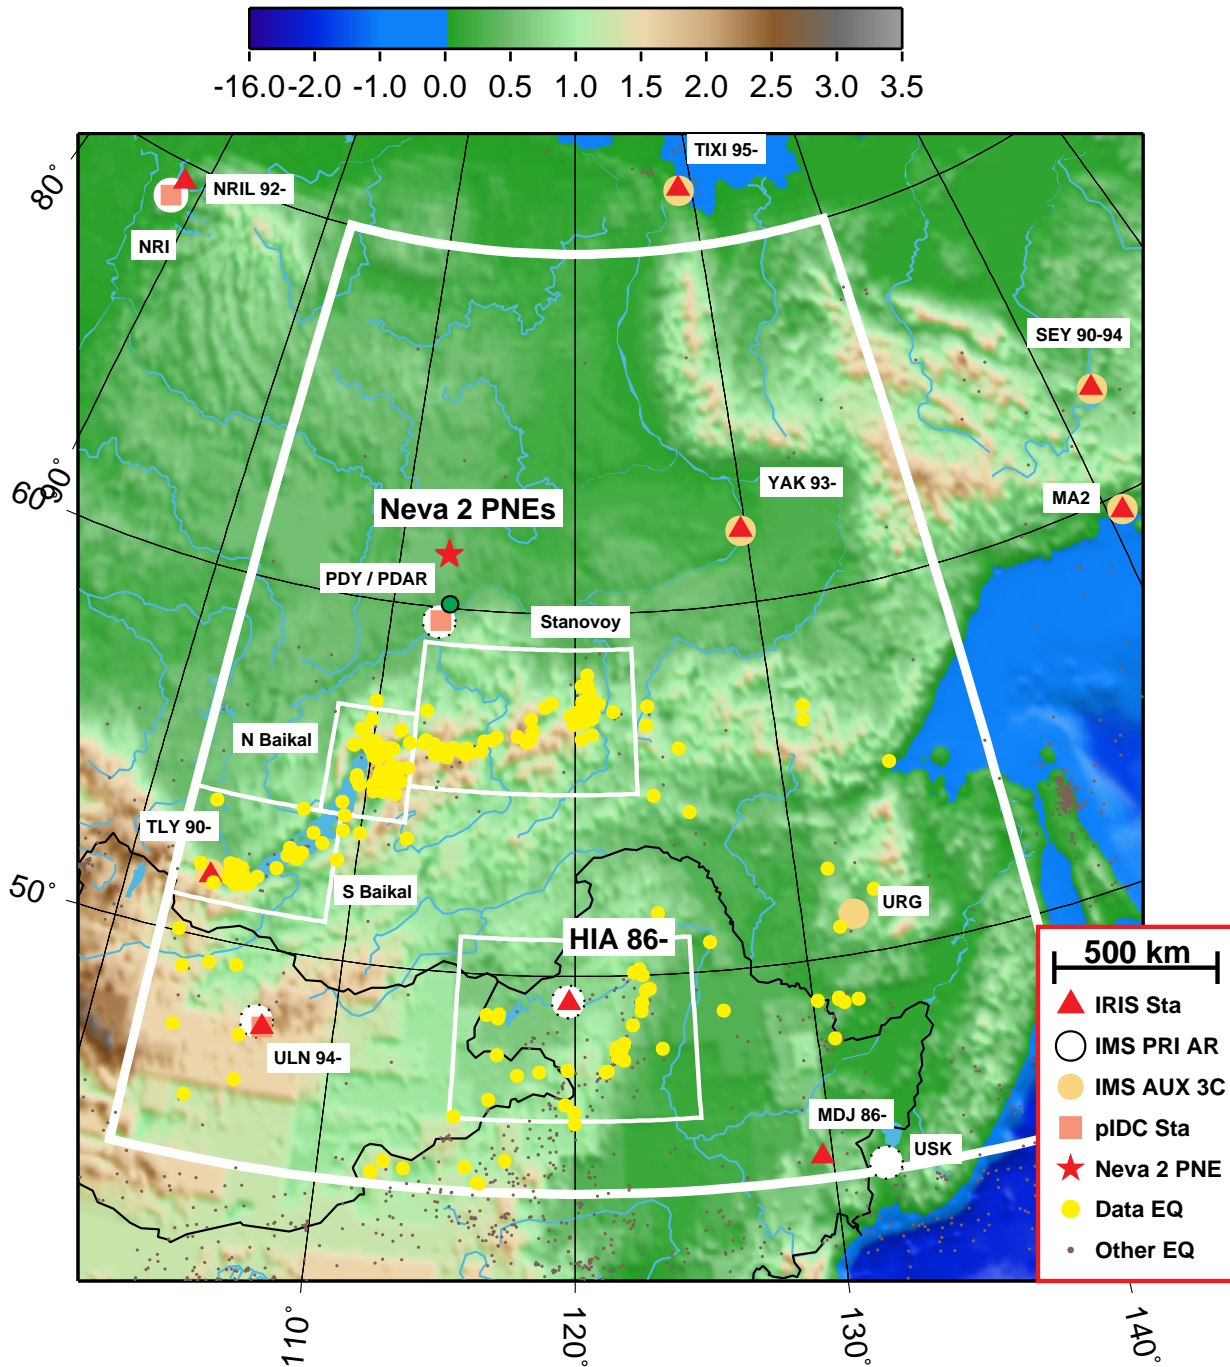 -16.0 -2.0 -1.0 0.0 0.5 1.0 1.5 2.0 2.5 3.0 3.5
TIXI 95-
80°
NRIL 92-
NRI
SEY 90-94
YAK 93-
60°
90°
MA2
Neva 2 PNEs
PDY / PDAR
Stanovoy
N Baikal
TLY 90-
S Baikal
50°
URG
HIA 86-
ULN 94-
MDJ 86-
USK
500 km
IRIS Sta
IMS PRI AR
IMS AUX 3C
pIDC Sta
Neva 2 PNE
Data EQ
Other EQ
110°
120°
130°
140°